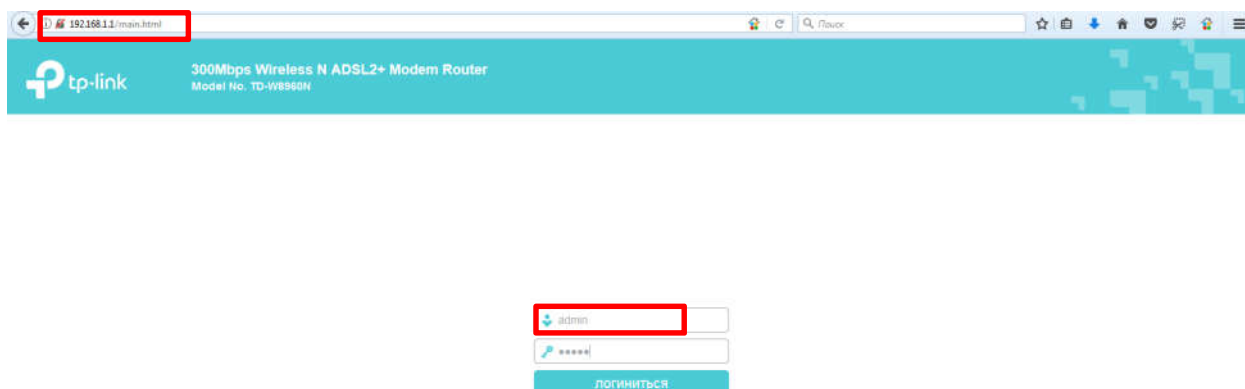 192.168.1.1/main.html
Поиск
tp-link
300Mbps Wireless N ADSL2+ Modem Router
Model No. TD-W8960N
admin
•••••
ЛОГИНИТЬСЯ